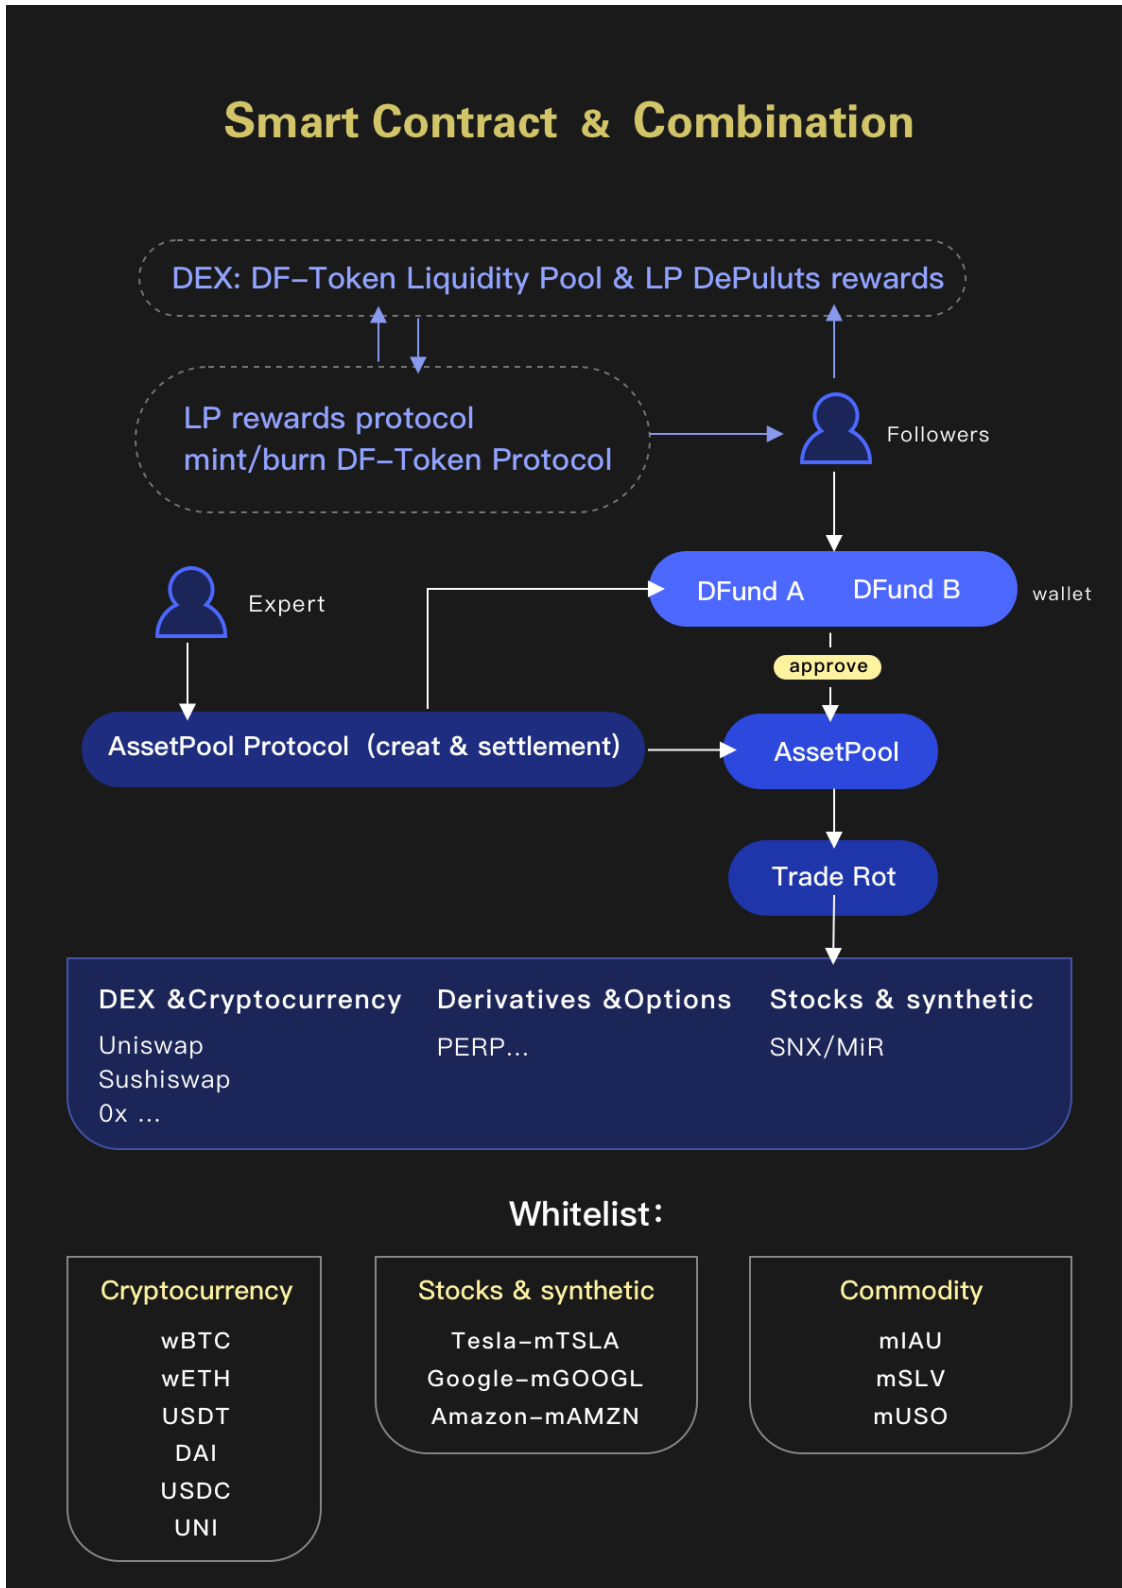 Smart Contract & Combination
DEX: DF-Token Liquidity Pool & LP DePuluts rewards
LP rewards protocol
mint/burn DF-Token Protocol
Followers
Expert
DFund A DFund B
wallet
approve
AssetPool Protocol (creat & settlement)
AssetPool
Trade Rot
DEX &Cryptocurrency
Uniswap
Sushiswap
0x ...
Derivatives &Options
PERP...
Stocks & synthetic
SNX/MiR
Whitelist:
Cryptocurrency
wBTC
wETH
USDT
DAI
USDC
UNI
Stocks & synthetic
Tesla-mTSLA
Google-mGOOGL
Amazon-mAMZN
Commodity
mIAU
mSLV
mUSO